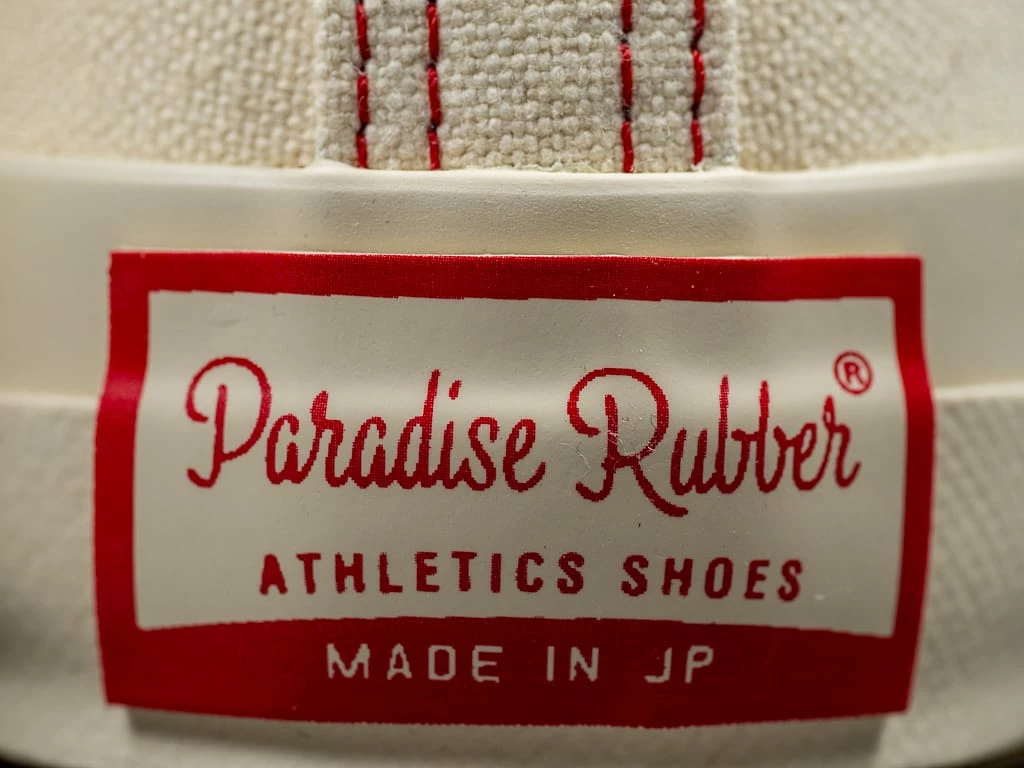 Paradise Rubber®
ATHLETICS SHOES
MADE IN JP